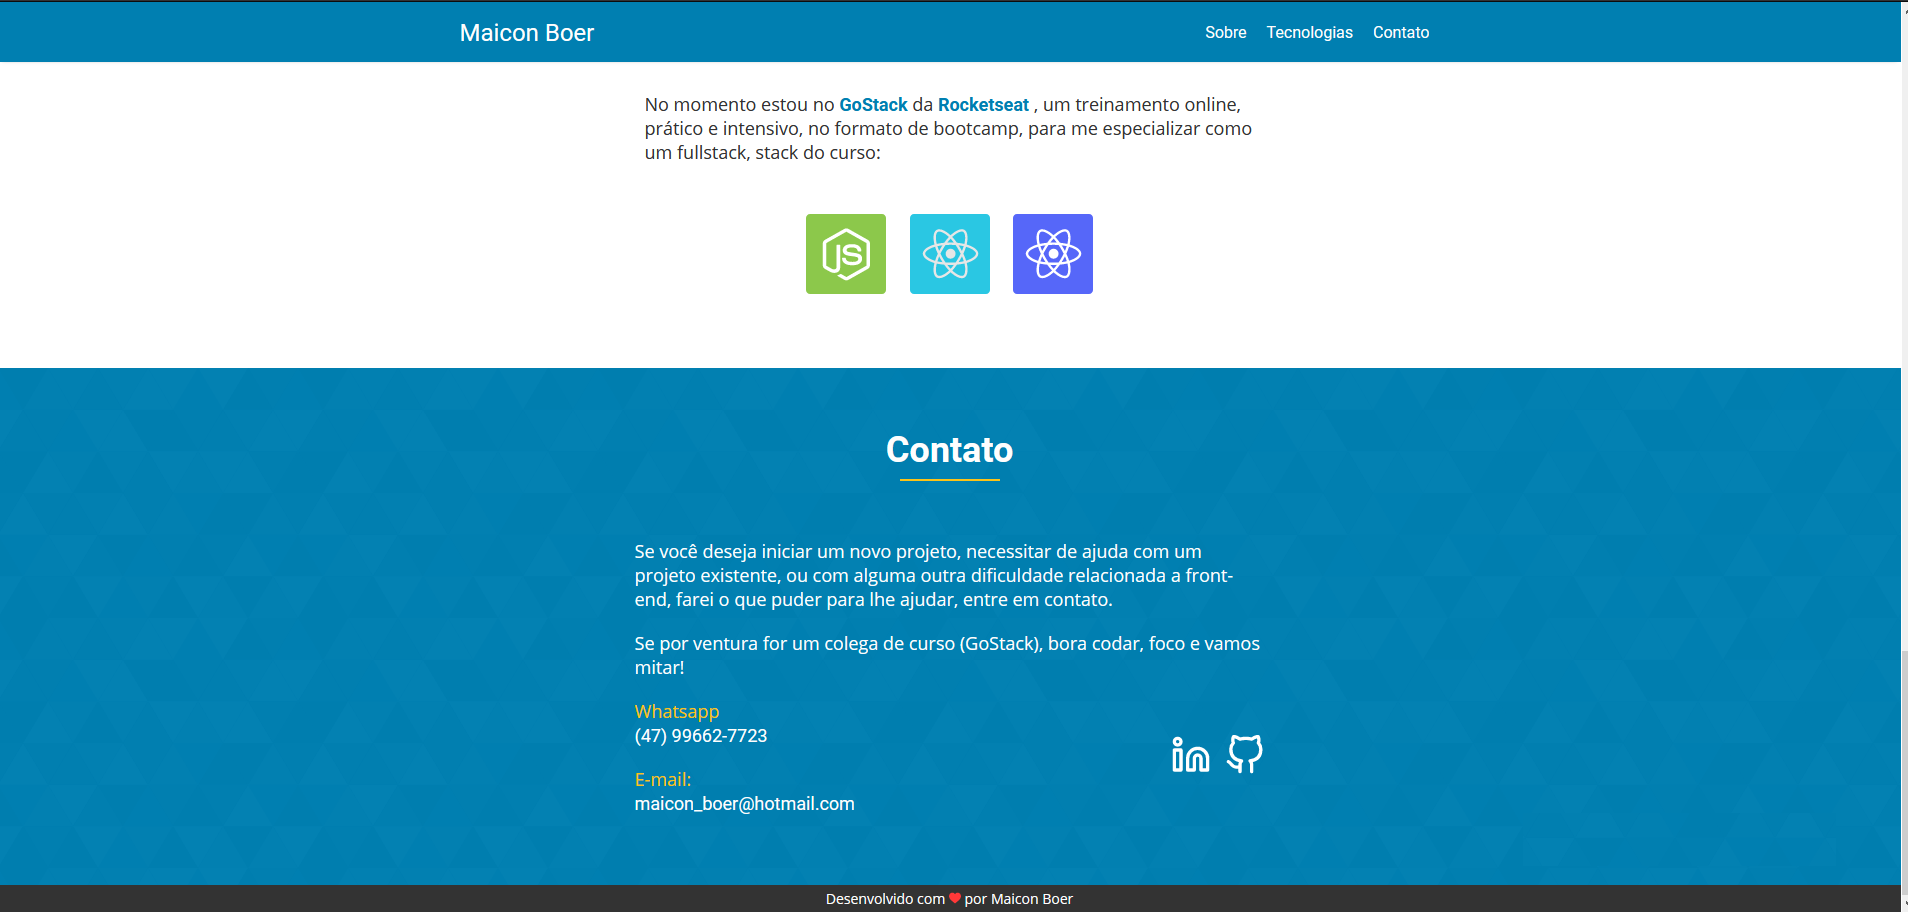 Maicon Boer
Sobre Tecnologias Contato
No momento estou no GoStack da Rocketseat , um treinamento online,
prático e intensivo, no formato de bootcamp, para me especializar como
um fullstack, stack do curso:
JS
Contato
Se você deseja iniciar um novo projeto, necessitar de ajuda com um
projeto existente, ou com alguma outra dificuldade relacionada a front-
end, farei o que puder para lhe ajudar, entre em contato.
Se por ventura for um colega de curso (GoStack), bora codar, foco e vamos
mitar!
Whatsapp
(47) 99662-7723
in
E-mail:
maicon_boer@hotmail.com
Desenvolvido com ❤ por Maicon Boer